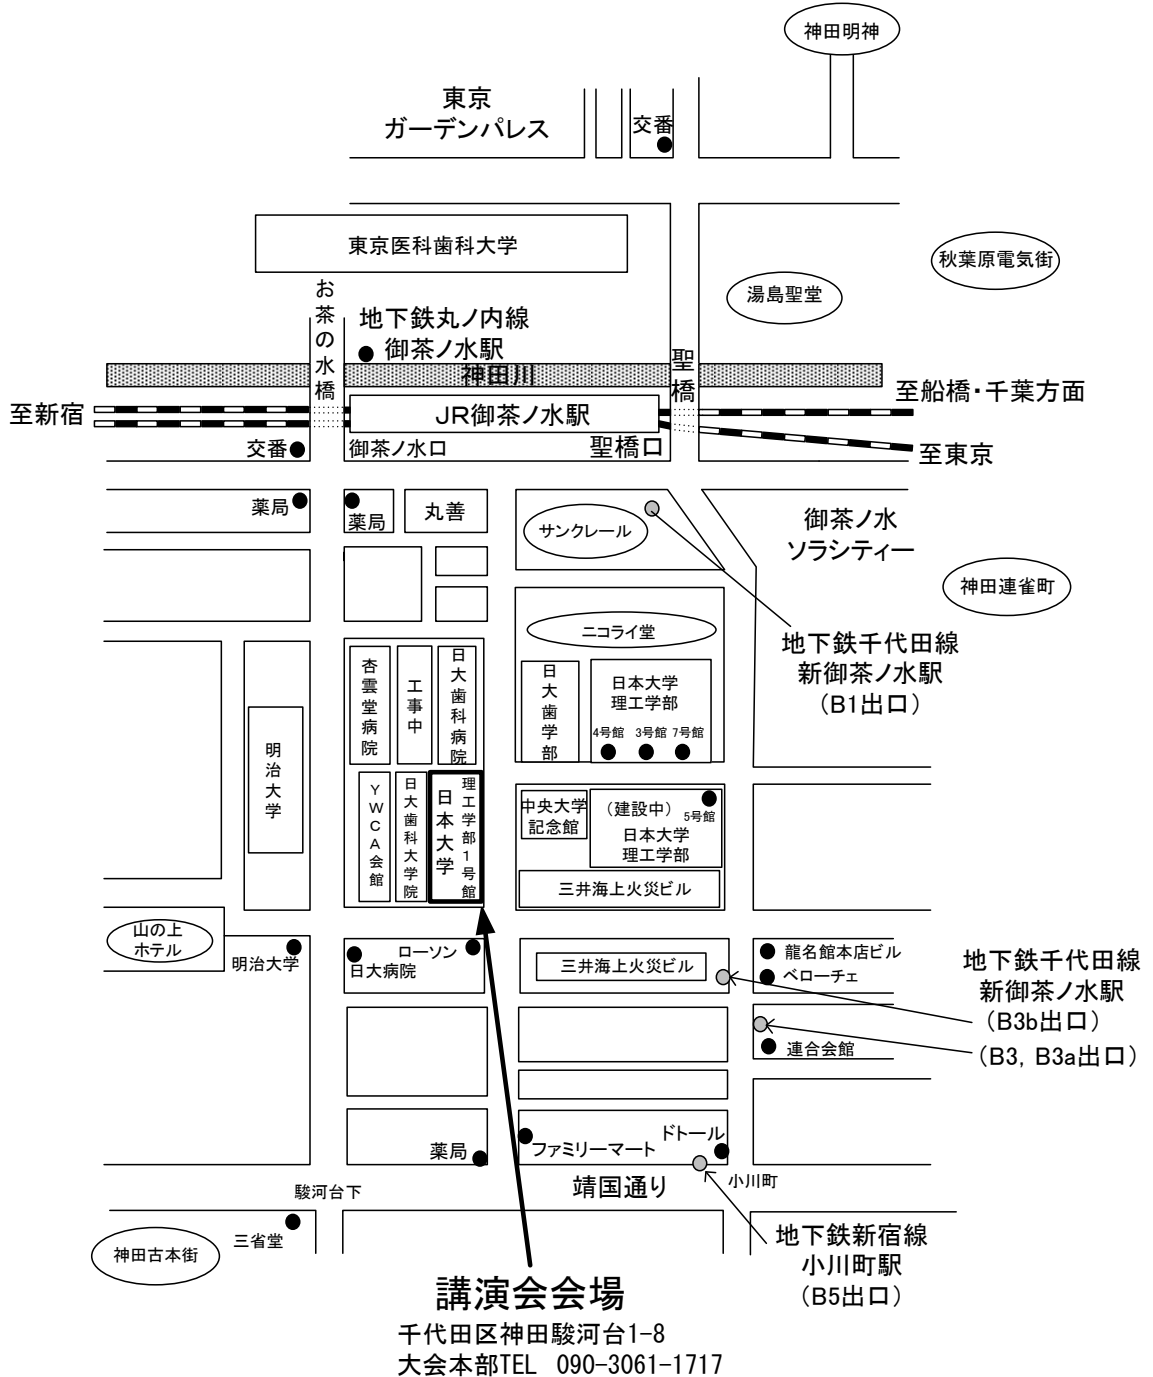 神田明神
東京
ガーデンパレス
交番
東京医科歯科大学
秋葉原電気街
湯島聖堂
お茶の水橋
地下鉄丸ノ内線
御茶ノ水駅
聖橋
神田川
至新宿
JR御茶ノ水駅
至船橋・千葉方面
至東京
交番
御茶ノ水口
聖橋口
薬局
薬局
丸善
サンクレール
御茶ノ水
ソラシティー
神田連雀町
ニコライ堂
地下鉄千代田線
新御茶ノ水駅
(B1出口)
杏雲堂病院
工事中
日大歯科病院
日大歯学部
日本大学
理工学部
4号館
3号館
7号館
明治大学
YWCA会館
日大歯科大学院
日本大学
理工学部1号館
中央大学
記念館
(建設中)
5号館
日本大学
理工学部
三井海上火災ビル
山の上
ホテル
明治大学
日大病院
ローソン
三井海上火災ビル
龍名館本店ビル
ベローチェ
地下鉄千代田線
新御茶ノ水駅
(B3b出口)
(B3, B3a出口)
連合会館
薬局
ファミリーマート
ドトール
靖国通り
小川町
駿河台下
三省堂
神田古本街
地下鉄新宿線
小川町駅
(B5出口)
講演会会場
千代田区神田駿河台1-8
大会本部TEL 090-3061-1717